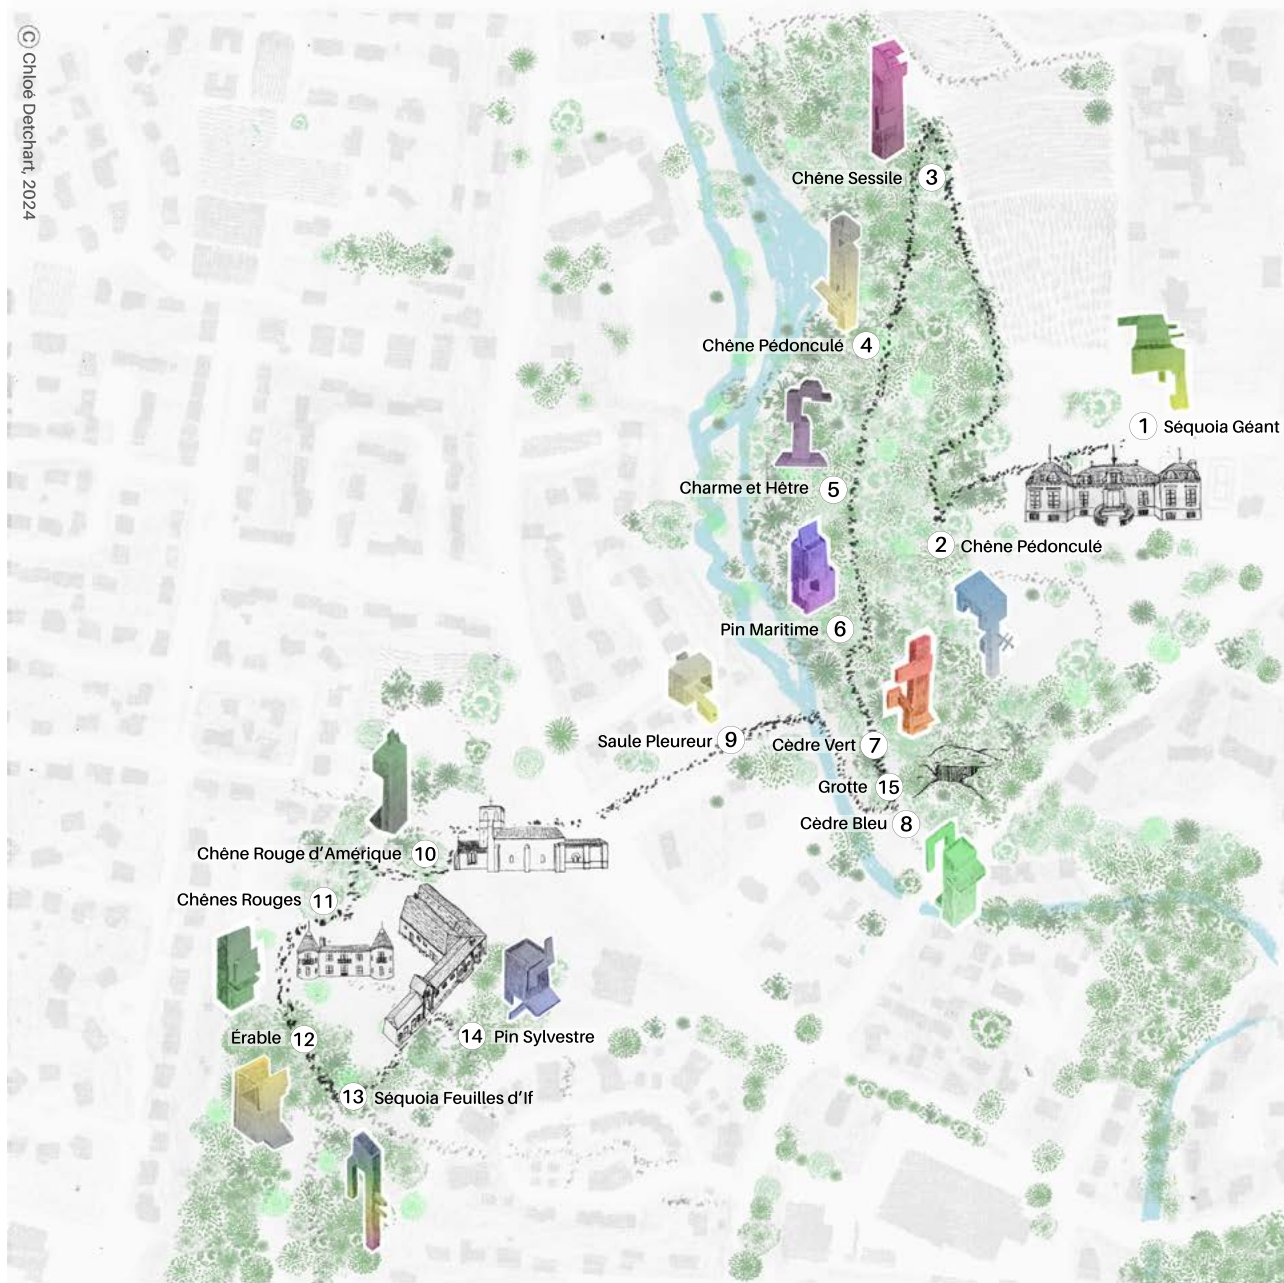 © Chloé Detchart, 2024
Chêne Sessile 3
Chêne Pédonculé 4
1 Séquoia Géant
Charme et Hêtre 5
2 Chêne Pédonculé
Pin Maritime 6
Saule Pleureur 9
Cèdre Vert 7
Grotte 15
Cèdre Bleu 8
Chêne Rouge d'Amérique 10
Chênes Rouges 11
Érable 12
14 Pin Sylvestre
13 Séquoia Feuilles d'If